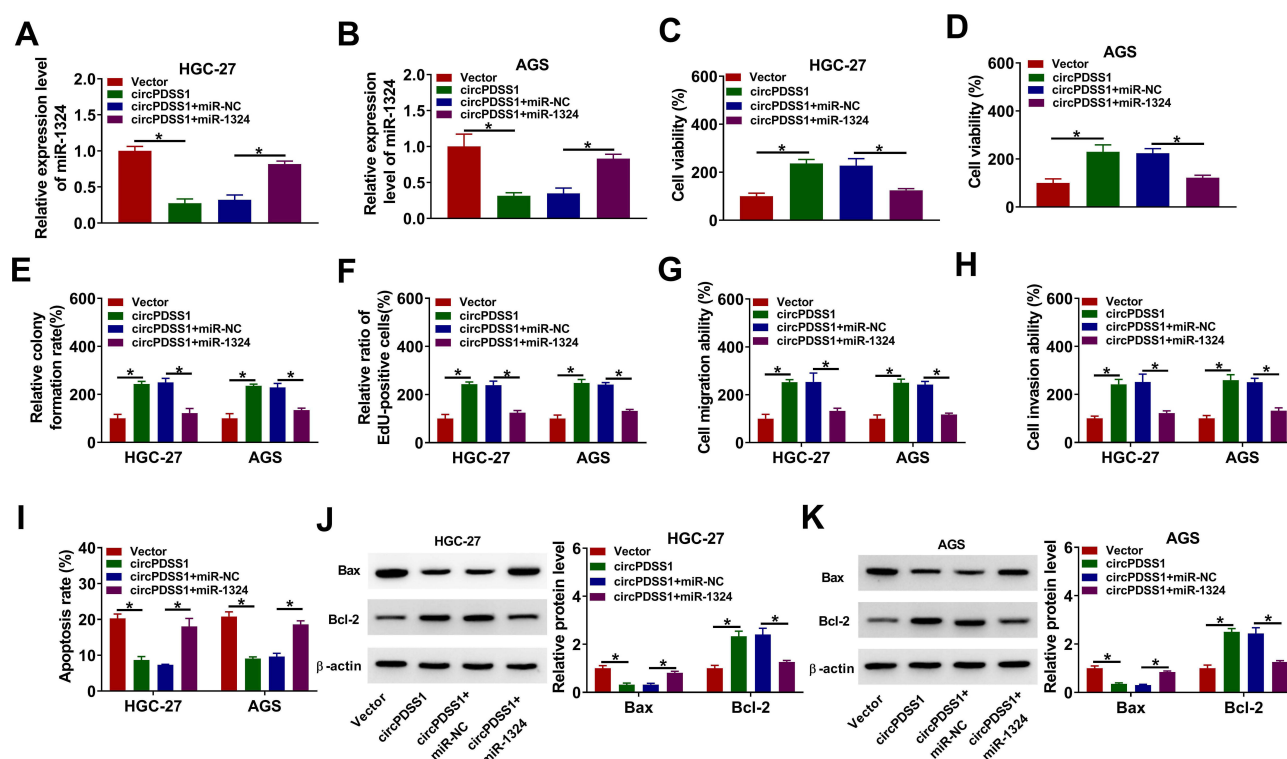 A
HGC-27
Relative expression level
of miR-1324
2.0
1.5
1.0
0.5
0.0
Vector
circPDSS1
circPDSS1+miR-NC
circPDSS1+miR-1324
*
*
B
AGS
Relative expression
level of miR-1324
2.0
1.5
1.0
0.5
0.0
Vector
circPDSS1
circPDSS1+miR-NC
circPDSS1+miR-1324
*
*
C
HGC-27
Cell viability (%)
600
400
200
0
Vector
circPDSS1
circPDSS1+miR-NC
circPDSS1+miR-1324
*
*
D
AGS
Cell viability (%)
600
400
200
0
Vector
circPDSS1
circPDSS1+miR-NC
circPDSS1+miR-1324
*
*
E
Relative colony
formation rate(%)
600
400
200
0
Vector
circPDSS1
circPDSS1+miR-NC
circPDSS1+miR-1324
*
*
*
*
HGC-27
AGS
F
Relative ratio of
EdU-positive cells(%)
600
400
200
0
Vector
circPDSS1
circPDSS1+miR-NC
circPDSS1+miR-1324
*
*
*
*
HGC-27
AGS
G
Cell migration ability (%)
600
400
200
0
Vector
circPDSS1
circPDSS1+miR-NC
circPDSS1+miR-1324
*
*
*
*
HGC-27
AGS
H
Cell invasion ability (%)
600
400
200
0
Vector
circPDSS1
circPDSS1+miR-NC
circPDSS1+miR-1324
*
*
*
*
HGC-27
AGS
I
Apoptosis rate (%)
40
30
20
10
0
Vector
circPDSS1
circPDSS1+miR-NC
circPDSS1+miR-1324
*
*
*
*
HGC-27
AGS
J
HGC-27
Bax
Bcl-2
β-actin
Vector
circPDSS1
circPDSS1+
miR-NC
circPDSS1+
miR-1324
HGC-27
Relative protein level
6
4
2
0
Vector
circPDSS1
circPDSS1+miR-NC
circPDSS1+miR-1324
*
*
*
*
Bax
Bcl-2
K
AGS
Bax
Bcl-2
β-actin
Vector
circPDSS1
circPDSS1+
miR-NC
circPDSS1+
miR-1324
AGS
Relative protein level
6
4
2
0
Vector
circPDSS1
circPDSS1+miR-NC
circPDSS1+miR-1324
*
*
*
*
Bax
Bcl-2